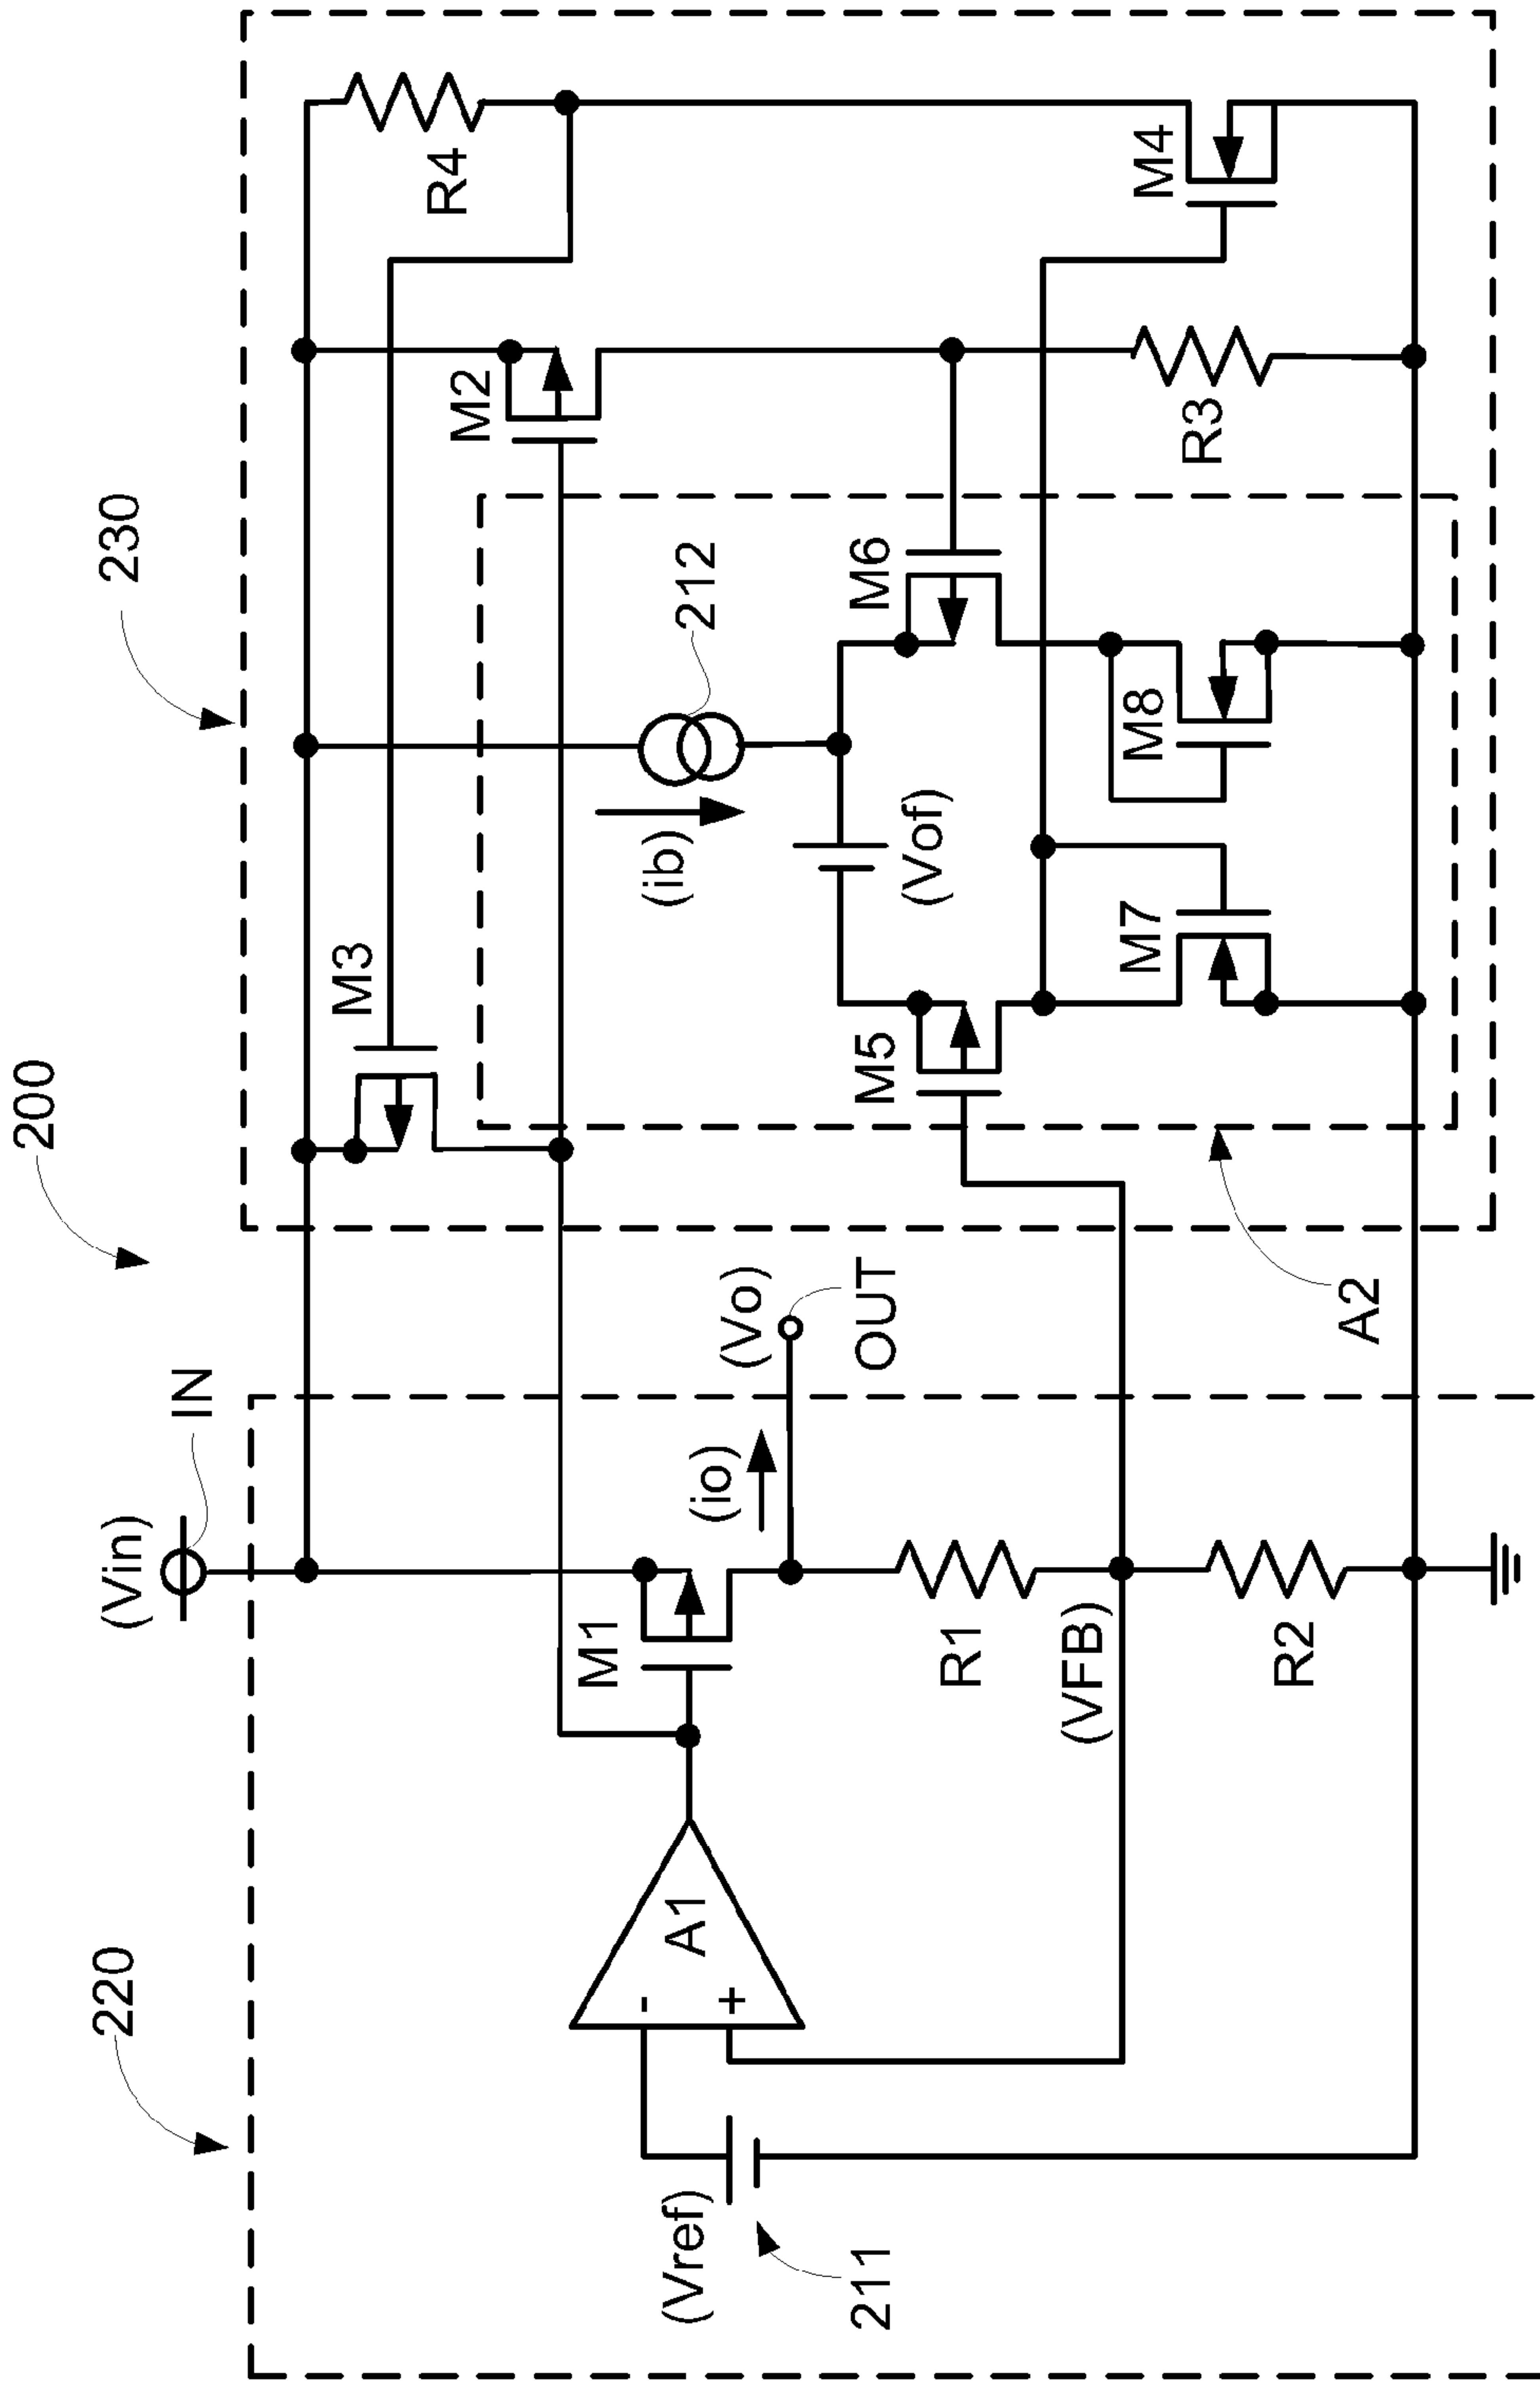 200
220
230
(Vin)
IN
M3
R4
M2
M1
(ib)
212
A1
-
+
(io)
(Vo)
OUT
(Vref)
211
(Vof)
M5
M6
R1
(VFB)
M7
M8
M4
R3
R2
A2